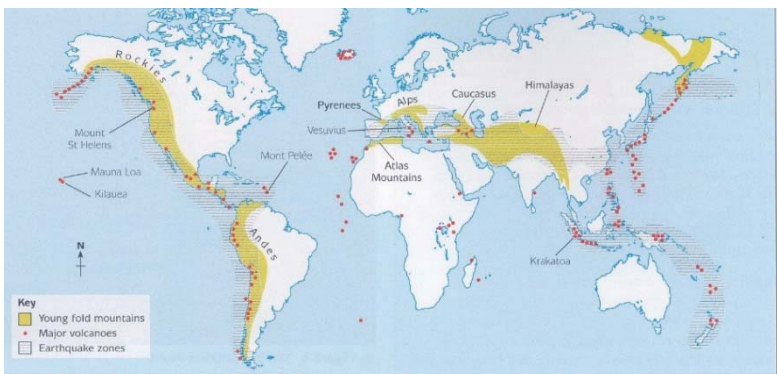 Rockies
Mount
St Helens
Mauna Loa
Kilauea
Mont Pelée
Andes
N
Pyrenees
Alps
Vesuvius
Caucasus
Himalayas
Atlas
Mountains
Krakatoa
Key
Young fold mountains
Major volcanoes
Earthquake zones